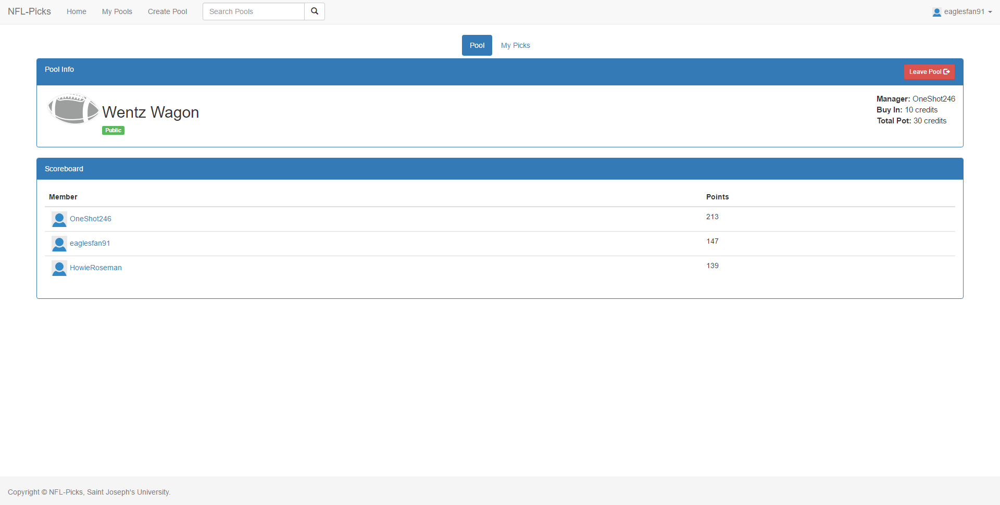 NFL-Picks Home My Pools Create Pool Search Pools eaglesfan91
Pool My Picks
Pool Info Leave Pool
Wentz Wagon
Public
Manager: OneShot246
Buy In: 10 credits
Total Pot: 30 credits
Scoreboard
Member Points
OneShot246 213
eaglesfan91 147
HowieRoseman 139
Copyright © NFL-Picks, Saint Joseph's University.